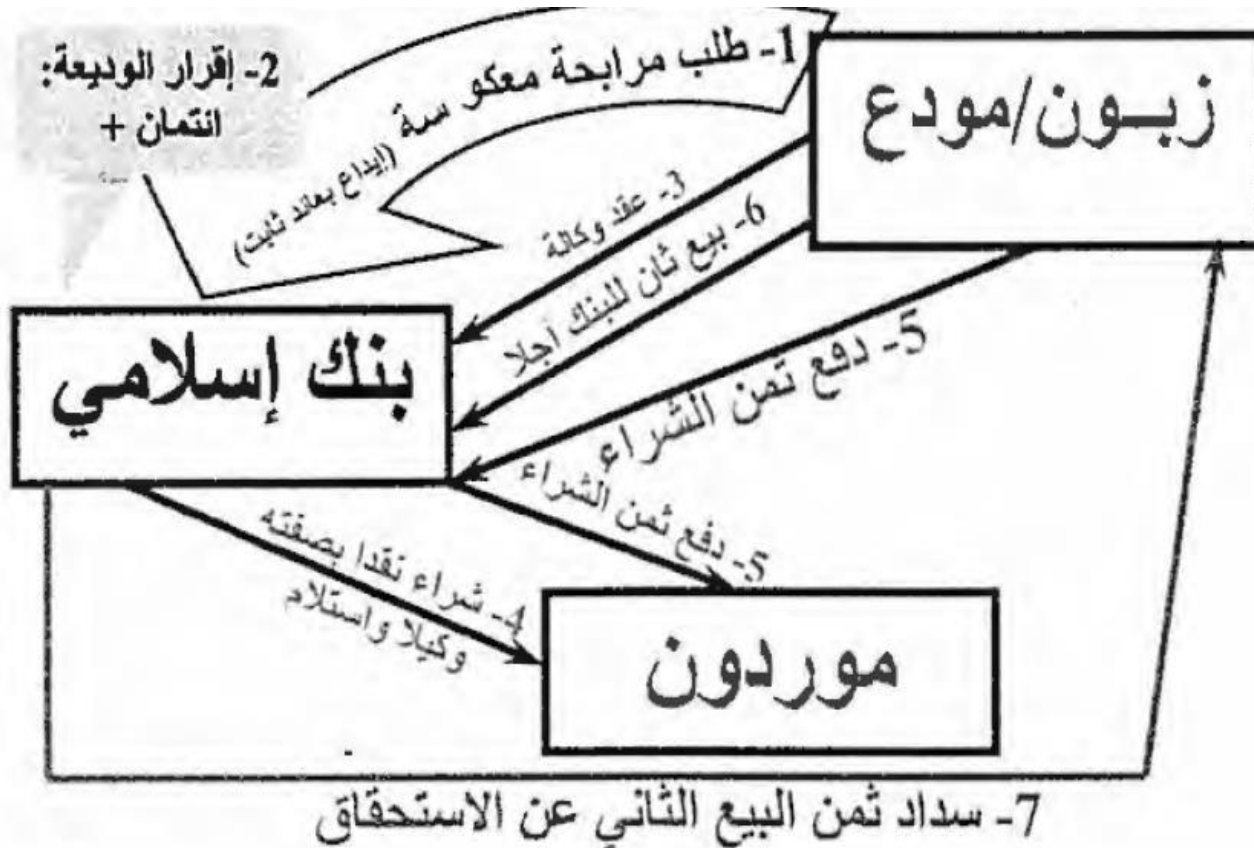 1- طلب مرابحة معكوسة (إيداع بعائد ثابت)
2- إقرار الوديعة:
ائتمان +
زبون/مودع
3- عقد وكالة
6- بيع ثان للبنك آجلا
5- دفع ثمن الشراء
بنك إسلامي
5- دفع ثمن الشراء
4- شراء نقدا بصفته
وكيلا واستلام
موردون
7- سداد ثمن البيع الثاني عن الاستحقاق